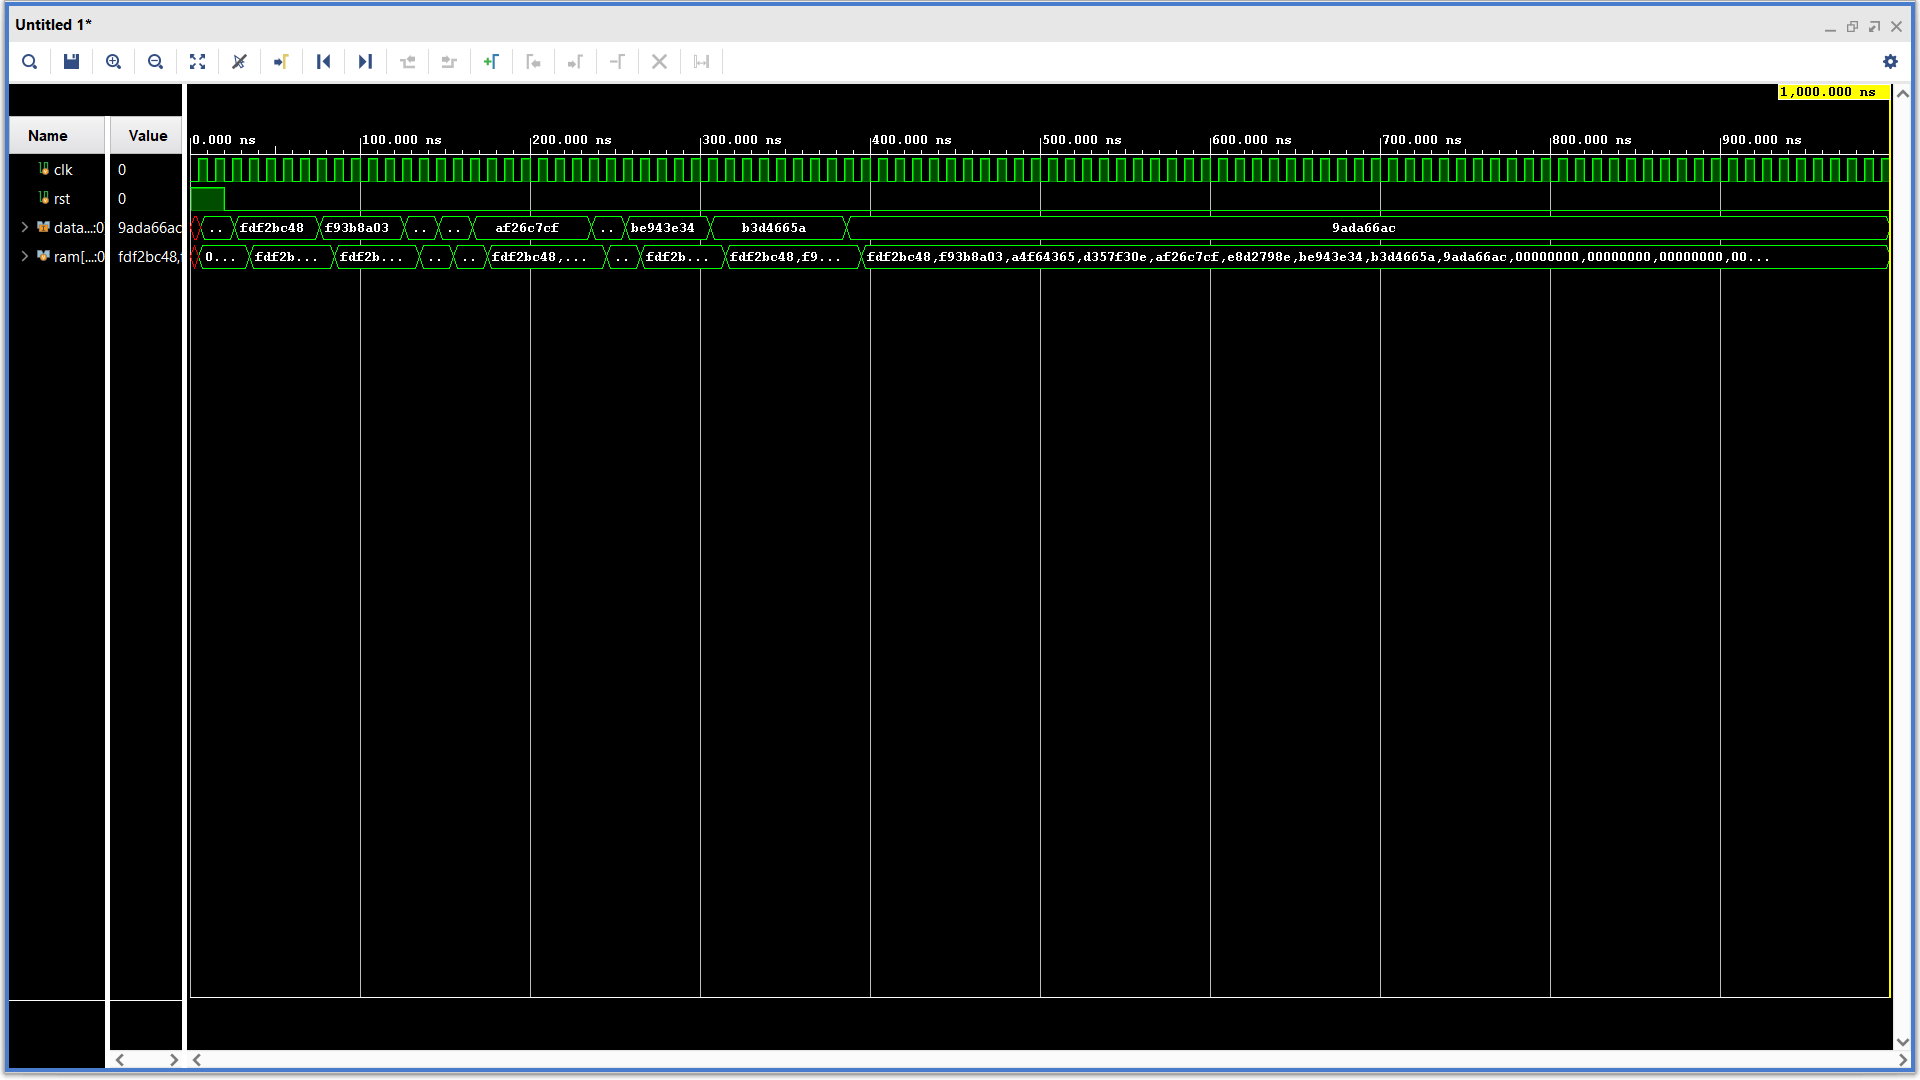 Untitled 1*
1,000.000 ns
Name Value
0.000 ns 100.000 ns 200.000 ns 300.000 ns 400.000 ns 500.000 ns 600.000 ns 700.000 ns 800.000 ns 900.000 ns
clk 0
rst 0
data...:0 9ada66ac .. fdf2bc48 f93b8a03 .. .. af26c7cf .. be943e34 b3d4665a 9ada66ac
ram[...:0 fdf2bc48, 0... fdf2b... fdf2b... .. .. fdf2bc48,... .. fdf2b... fdf2bc48,f9... fdf2bc48,f93b8a03,a4f64365,d357f30e,af26c7cf,e8d2798e,be943e34,b3d4665a,9ada66ac,00000000,00000000,00000000,00...